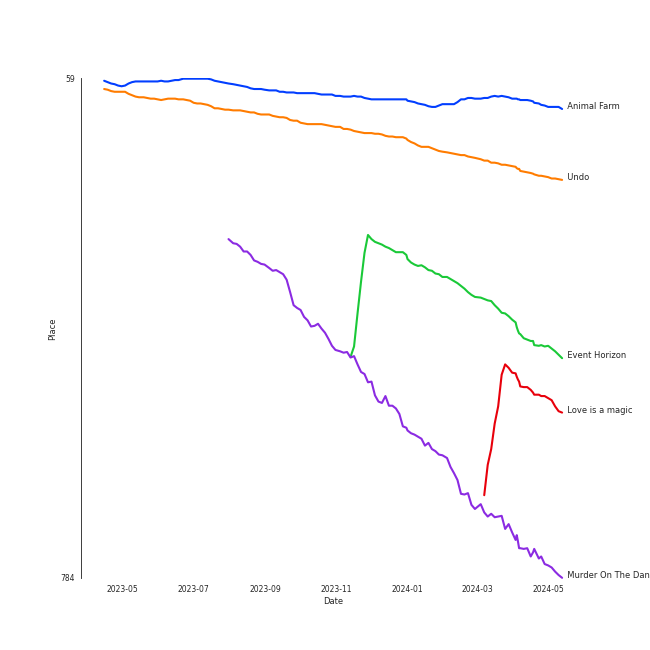 59
Animal Farm
Undo
Place
Event Horizon
Love is a magic
784
Murder On The Dan
2023-05 2023-07 2023-09 2023-11 2024-01 2024-03 2024-05
Date